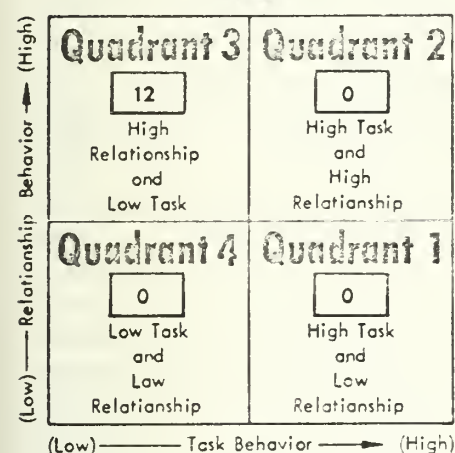 (Low)——Relationship Behavior——► (High)
Quadrant 3
12
High
Relationship
ond
Low Task
Quadrant 2
0
High Task
and
High
Relationship
Quadrant 4
0
Low Task
and
Law
Relationship
Quadrant 1
0
High Task
and
Low
Relationship
(Low)——— Task Behavior ——► (High)